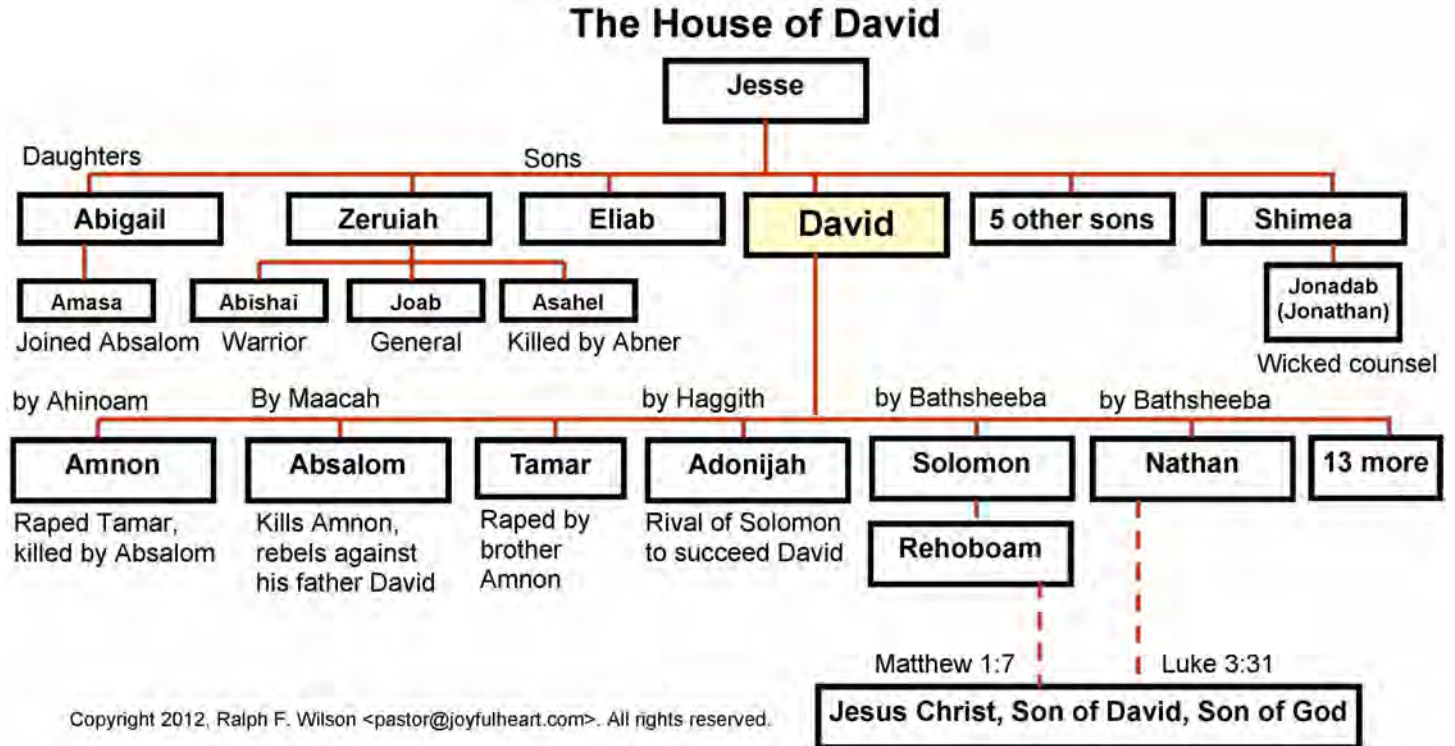 The House of David
Jesse
Daughters
Sons
Abigail
Zeruiah
Eliab
David
5 other sons
Shimea
Amasa
Abishai
Joab
Asahel
Jonadab
(Jonathan)
Joined Absalom
Warrior
General
Killed by Abner
Wicked counsel
by Ahinoam
By Maacah
by Haggith
by Bathsheeba
by Bathsheeba
Amnon
Absalom
Tamar
Adonijah
Solomon
Nathan
13 more
Raped Tamar,
killed by Absalom
Kills Amnon,
rebels against
his father David
Raped by
brother
Amnon
Rival of Solomon
to succeed David
Rehoboam
Matthew 1:7
Luke 3:31
Jesus Christ, Son of David, Son of God
Copyright 2012, Ralph F. Wilson <pastor@joyfulheart.com>. All rights reserved.